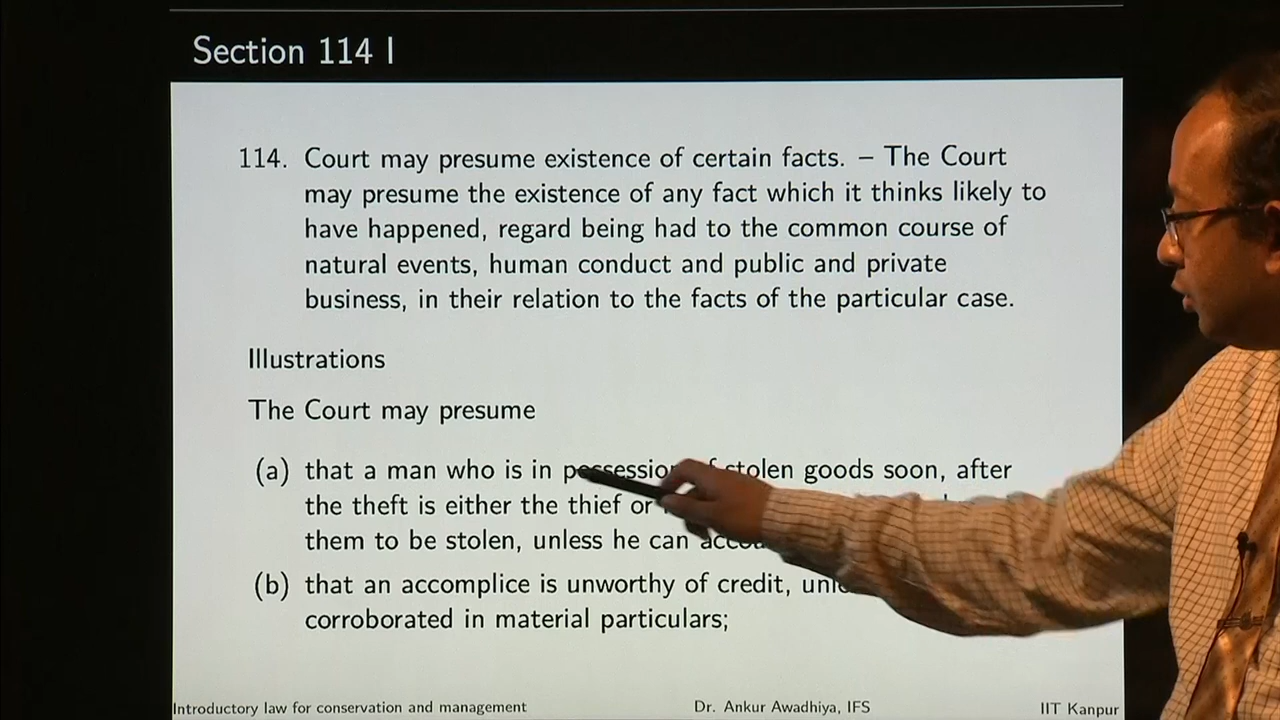 Section 114 I
114. Court may presume existence of certain facts. – The Court
may presume the existence of any fact which it thinks likely to
have happened, regard being had to the common course of
natural events, human conduct and public and private
business, in their relation to the facts of the particular case.
Illustrations
The Court may presume
(a) that a man who is in possession of stolen goods soon, after
the theft is either the thief or
them to be stolen, unless he can
(b) that an accomplice is unworthy of credit,
corroborated in material particulars;
Introductory law for conservation and management Dr. Ankur Awadhiya, IFS IIT Kanpur